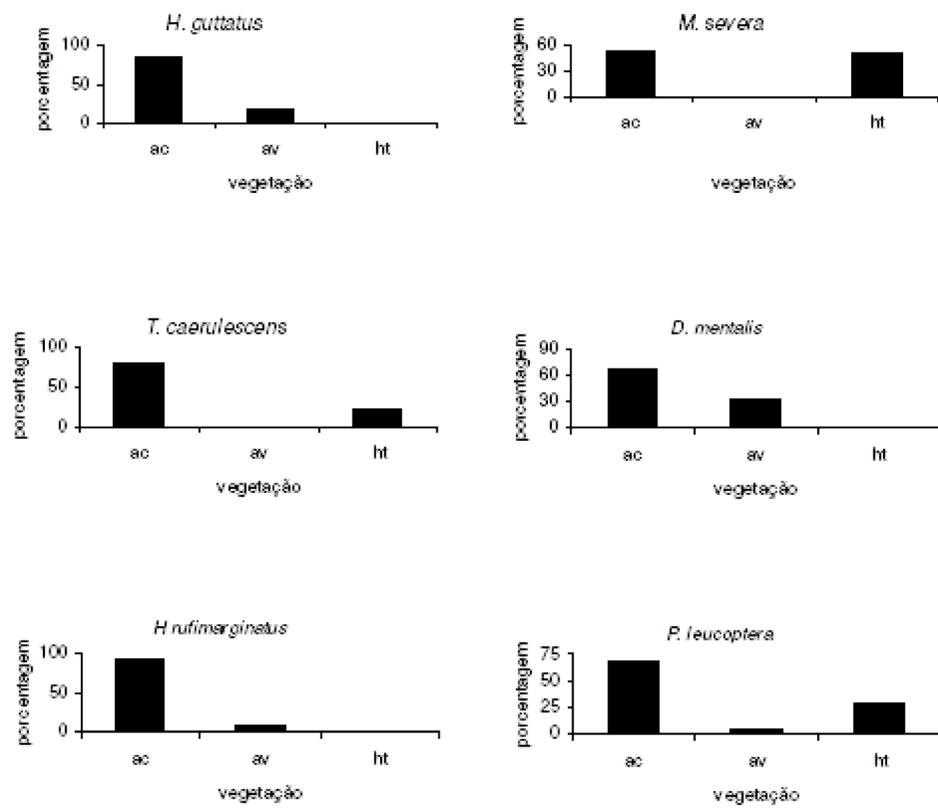 H. guttatus
porcentagem
100
50
0
ac av ht
vegetação
M. severa
porcentagem
60
30
0
ac av ht
vegetação
T. caerulescens
porcentagem
100
50
0
ac av ht
vegetação
D. mentalis
porcentagem
90
60
30
0
ac av ht
vegetação
H rufimarginatus
porcentagem
100
50
0
ac av ht
vegetação
P. leucoptera
porcentagem
75
50
25
0
ac av ht
vegetação